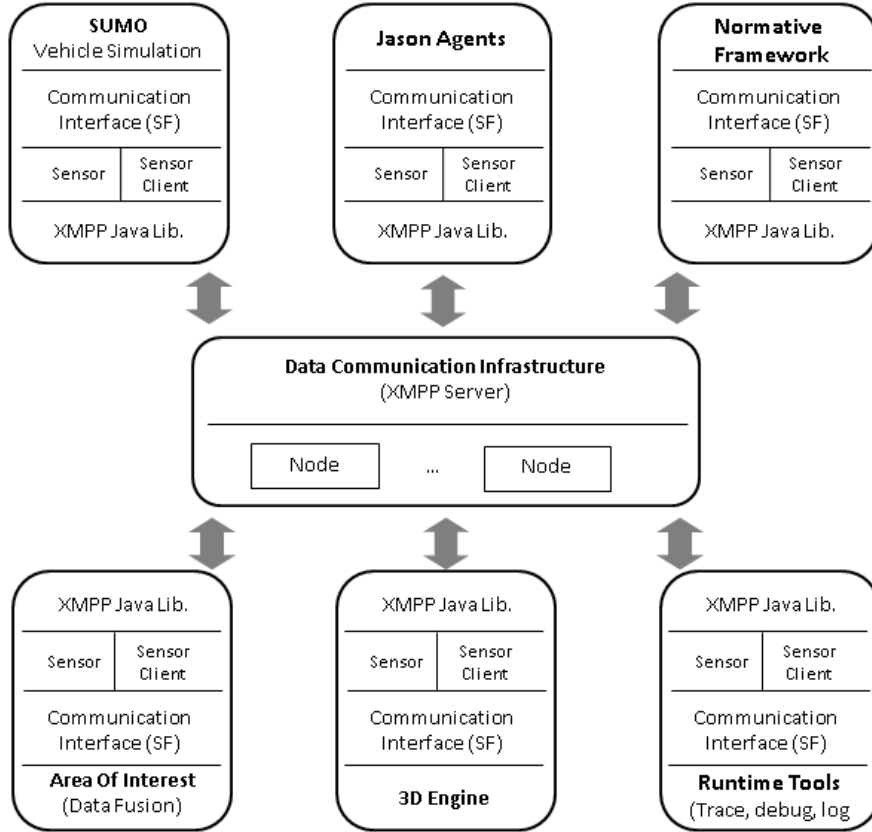 SUMO
Vehicle Simulation
Communication
Interface (SF)
Sensor
Sensor
Client
XMPP Java Lib.
Jason Agents
Communication
Interface (SF)
Sensor
Sensor
Client
XMPP Java Lib.
Normative
Framework
Communication
Interface (SF)
Sensor
Sensor
Client
XMPP Java Lib.
Data Communication Infrastructure
(XMPP Server)
Node
...
Node
XMPP Java Lib.
Sensor
Sensor
Client
Communication
Interface (SF)
Area Of Interest
(Data Fusion)
XMPP Java Lib.
Sensor
Sensor
Client
Communication
Interface (SF)
3D Engine
XMPP Java Lib.
Sensor
Sensor
Client
Communication
Interface (SF)
Runtime Tools
(Trace, debug, log